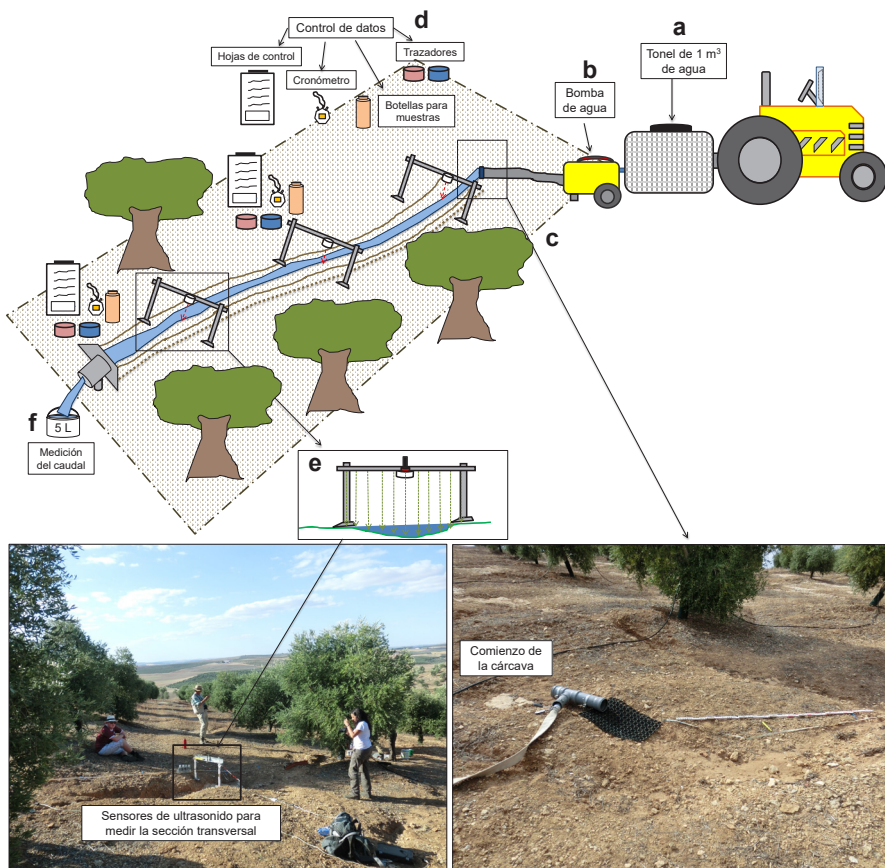 Control de datos
d
Hojas de control
Cronómetro
Trazadores
Botellas para
muestras
a
Tonel de 1 m³
de agua
b
Bomba
de agua
c
f
5 L
Medición
del caudal
e
Comienzo de
la cárcava
Sensores de ultrasonido para
medir la sección transversal